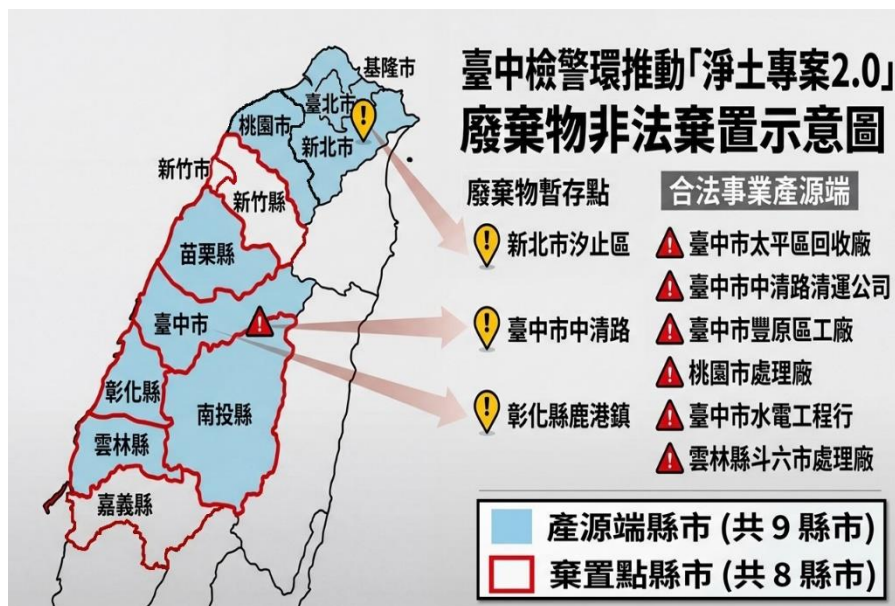 臺中檢警環推動「淨土專案2.0」
廢棄物非法棄置示意圖
基隆市
臺北市
桃園市
新北市
新竹市
新竹縣
苗栗縣
臺中市
彰化縣
南投縣
雲林縣
嘉義縣
廢棄物暫存點
新北市汐止區
臺中市中清路
彰化縣鹿港鎮
合法事業產源端
臺中市太平區回收廠
臺中市中清路清運公司
臺中市豐原區工廠
桃園市處理廠
臺中市水電工程行
雲林縣斗六市處理廠
產源端縣市 (共 9 縣市)
棄置點縣市 (共 8 縣市)